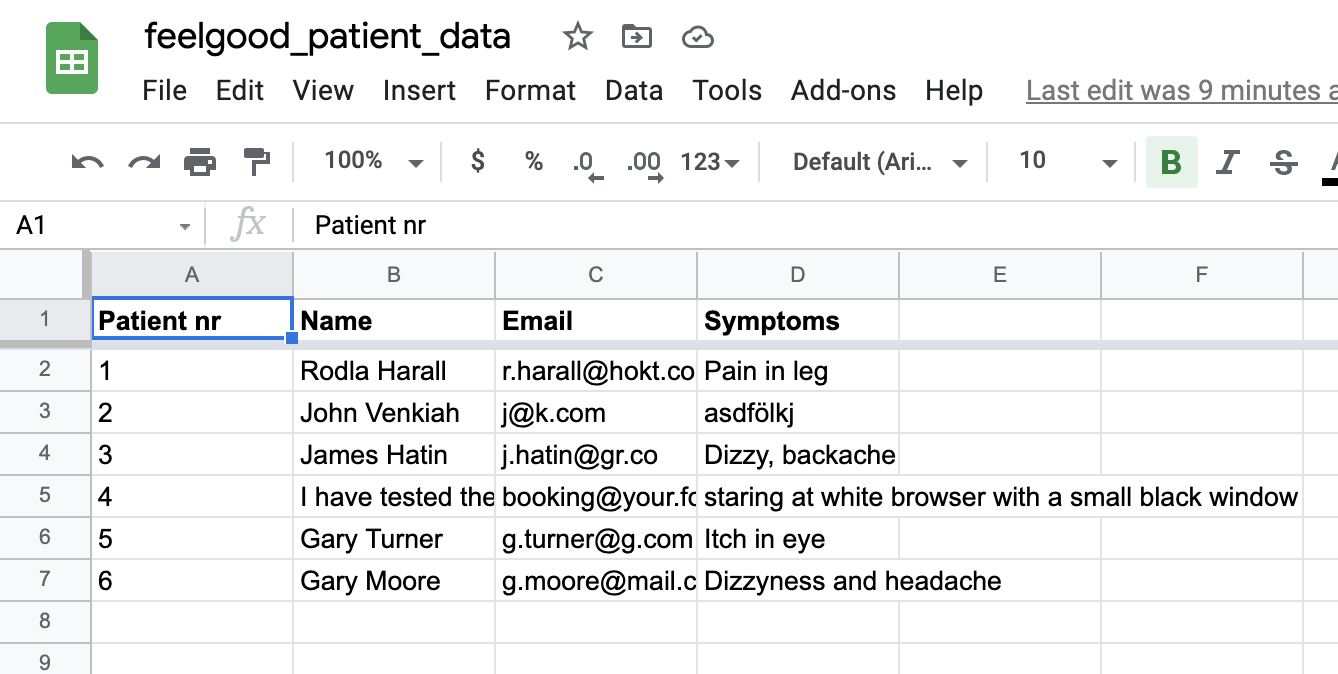 feelgood_patient_data
File Edit View Insert Format Data Tools Add-ons Help Last edit was 9 minutes a
100% $ % .0 .00 123 Default (Ari... 10 B I S A
A1 fx Patient nr
A B C D E F
1 Patient nr Name Email Symptoms
2 1 Rodla Harall r.harall@hokt.co Pain in leg
3 2 John Venkiah j@k.com asdfölkj
4 3 James Hatin j.hatin@gr.co Dizzy, backache
5 4 I have tested the booking@your.fo staring at white browser with a small black window
6 5 Gary Turner g.turner@g.com Itch in eye
7 6 Gary Moore g.moore@mail.c Dizzyness and headache
8
9